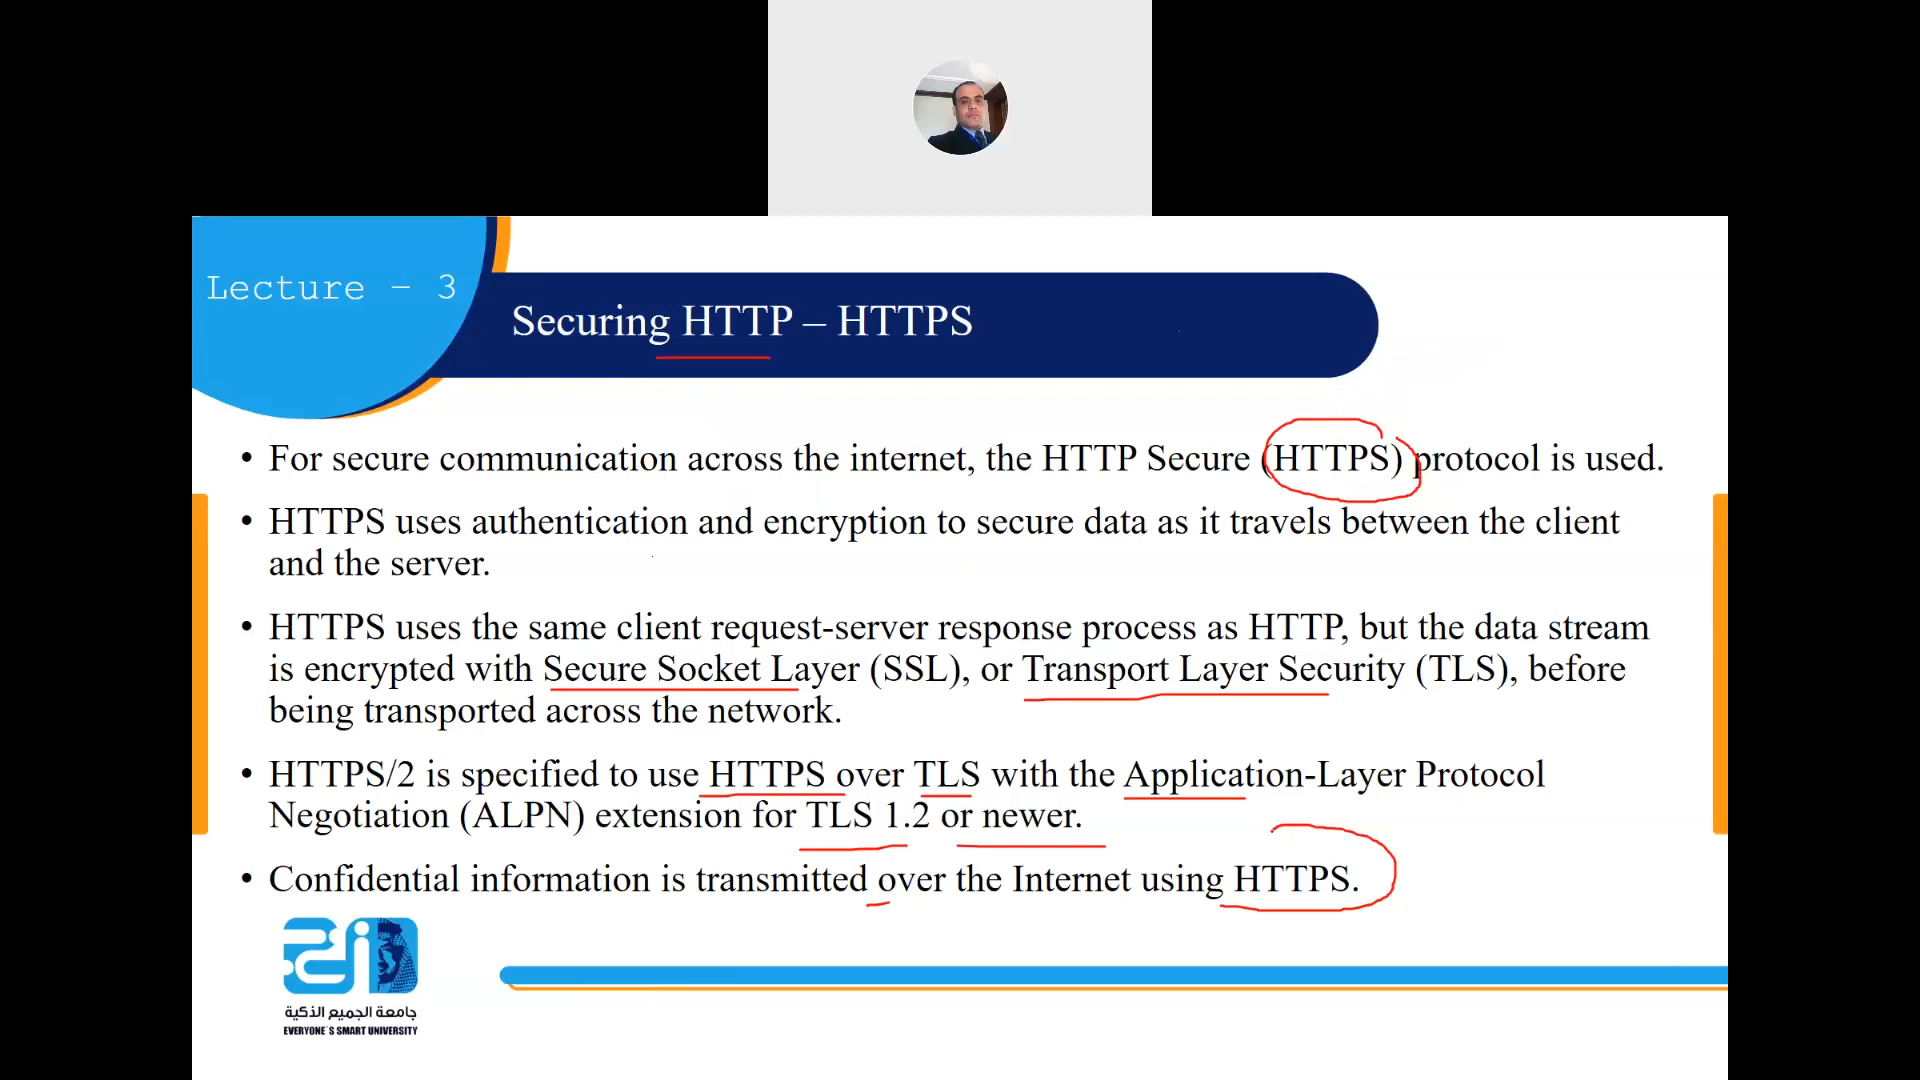 Lecture – 3
Securing HTTP – HTTPS
• For secure communication across the internet, the HTTP Secure (HTTPS) protocol is used.
• HTTPS uses authentication and encryption to secure data as it travels between the client
and the server.
• HTTPS uses the same client request-server response process as HTTP, but the data stream
is encrypted with Secure Socket Layer (SSL), or Transport Layer Security (TLS), before
being transported across the network.
• HTTPS/2 is specified to use HTTPS over TLS with the Application-Layer Protocol
Negotiation (ALPN) extension for TLS 1.2 or newer.
• Confidential information is transmitted over the Internet using HTTPS.
جامعة الجميع الذكية
EVERYONE`S SMART UNIVERSITY